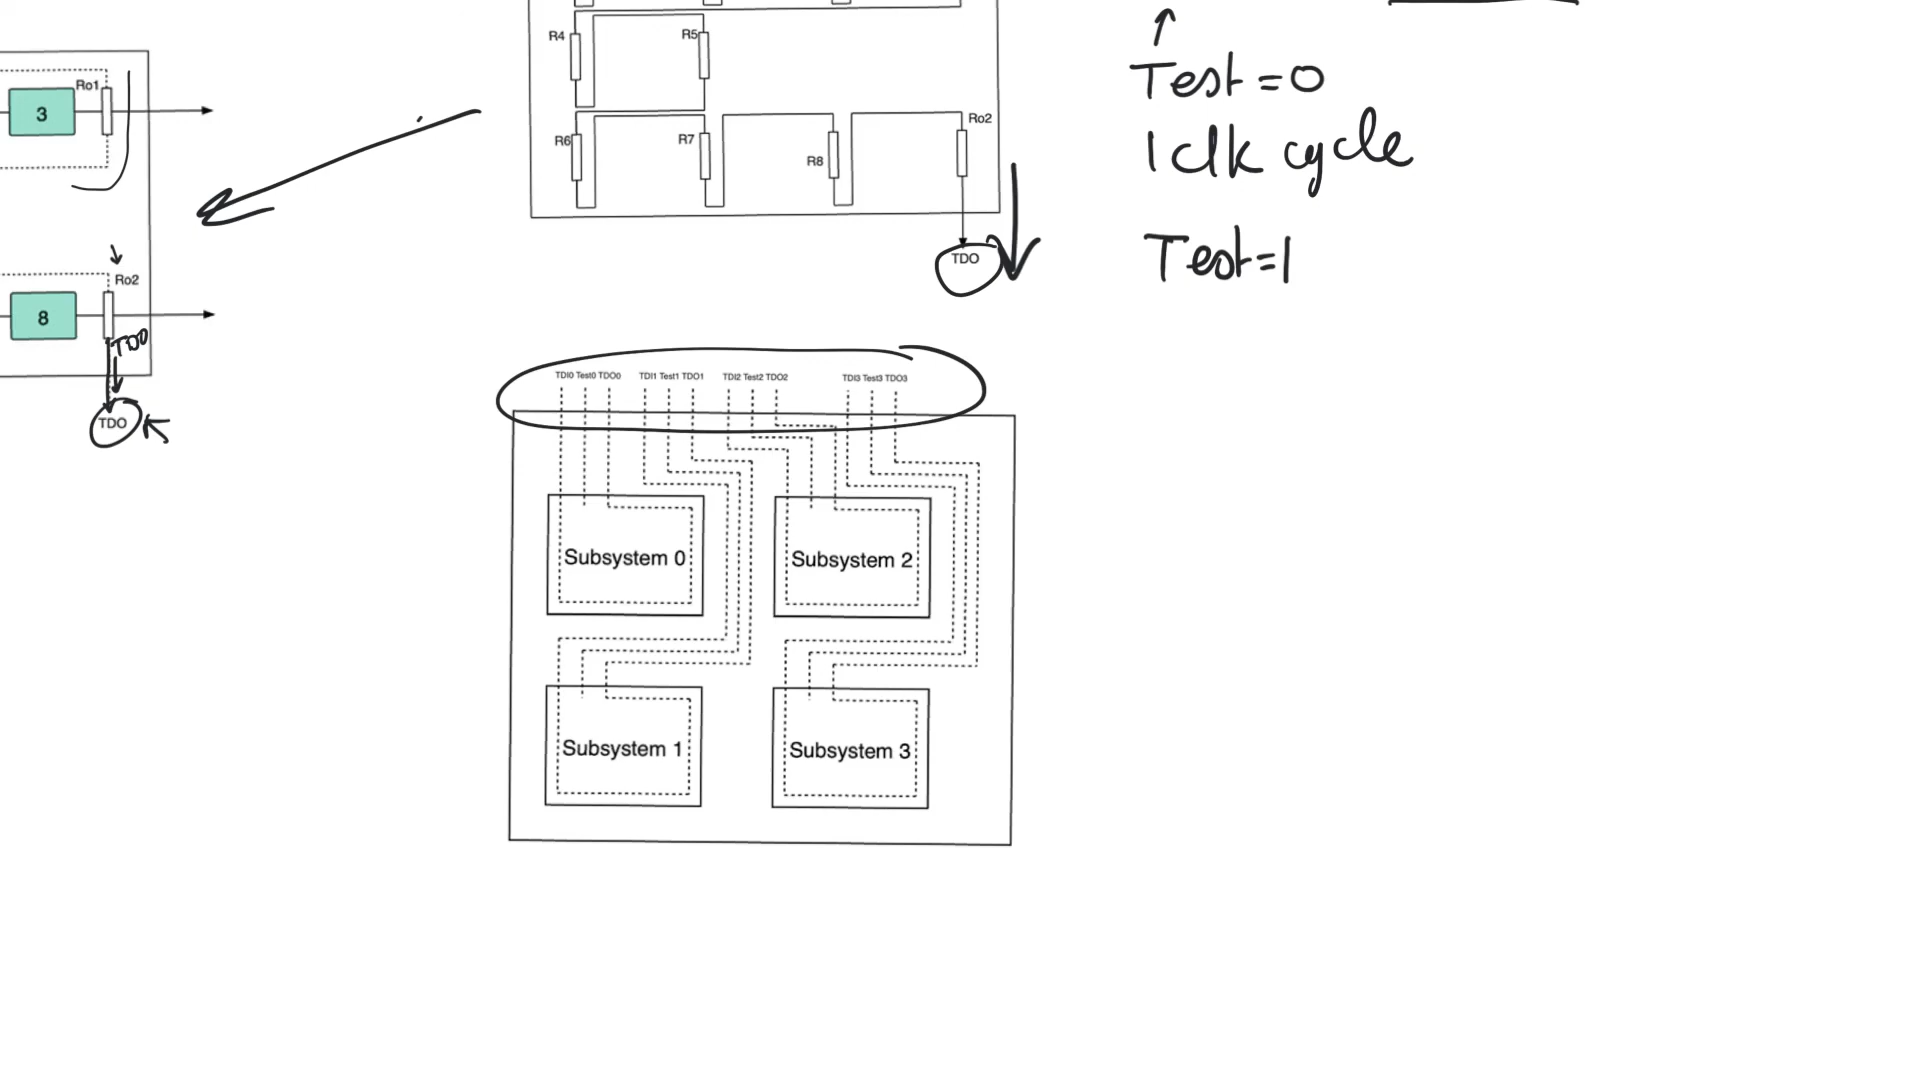 R4
R5
Ro1
3
Test=0
Ro2
R6
R7
R8
1 clk cycle
TDO
Test=1
Ro2
8
TDO
TDO
TDI0 Test0 TDO0
TDI1 Test1 TDO1
TDI2 Test2 TDO2
TDI3 Test3 TDO3
Subsystem 0
Subsystem 2
Subsystem 1
Subsystem 3